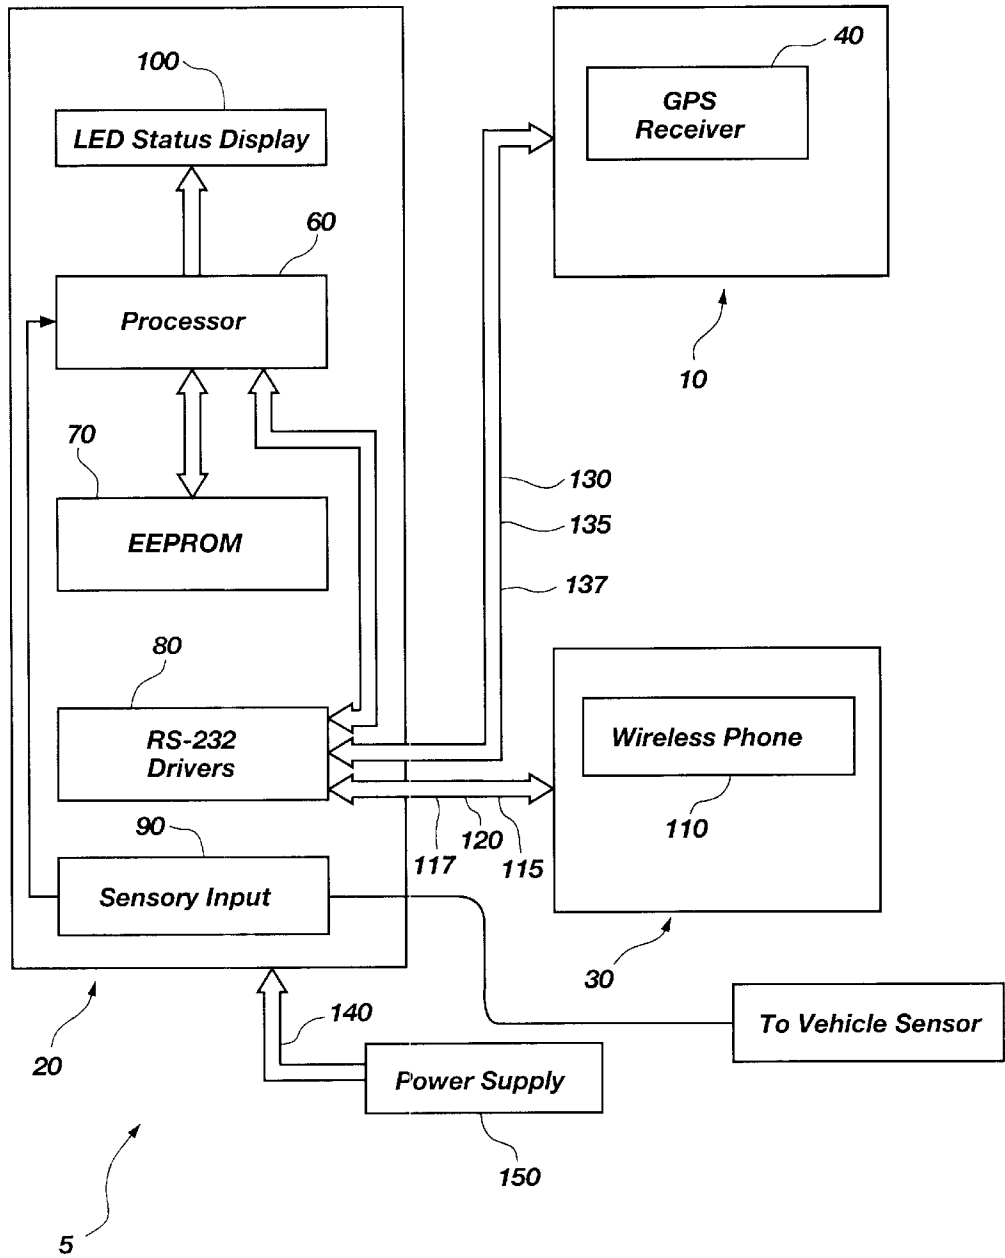 100
LED Status Display
60
Processor
70
EEPROM
80
RS-232
Drivers
90
Sensory Input
20
5
140
Power Supply
150
40
GPS
Receiver
10
130
135
137
Wireless Phone
110
117
120
115
30
To Vehicle Sensor